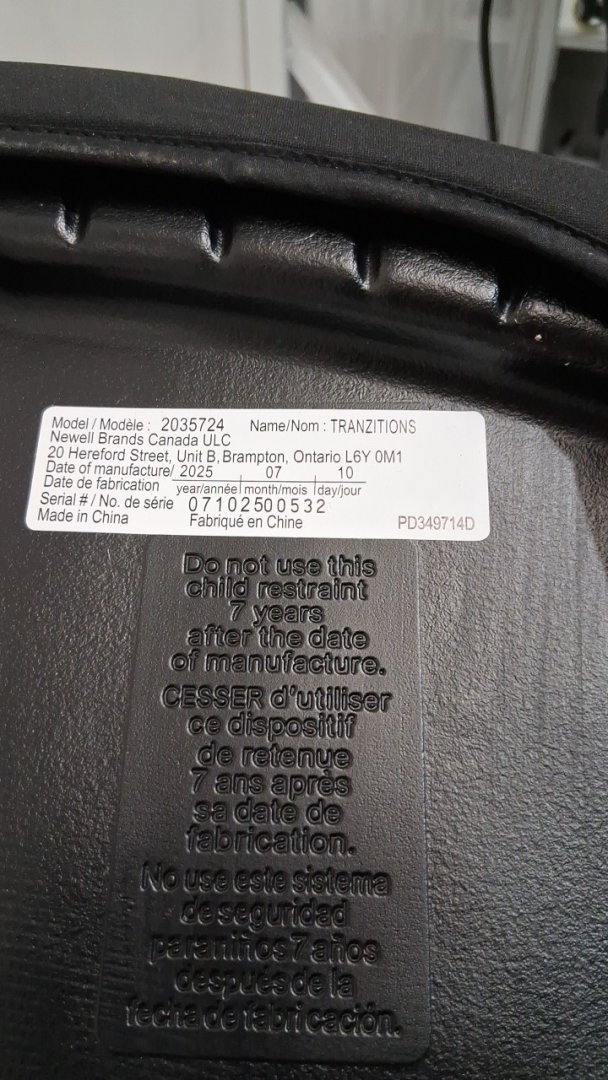 Model / Modèle : 2035724 Name/Nom : TRANZITIONS
Newell Brands Canada ULC
20 Hereford Street, Unit B, Brampton, Ontario L6Y 0M1
Date of manufacture/ 2025 07 10
Date de fabrication year/année month/mois day/jour
Serial # / No. de série 07102500532
Made in China Fabriqué en Chine PD349714D
Do not use this
child restraint
7 years
after the date
of manufacture.
CESSER d'utiliser
ce dispositif
de retenue
7 ans après
sa date de
fabrication.
No use este sistema
de seguridad
para niños 7 años
después de la
fecha de fabricación.